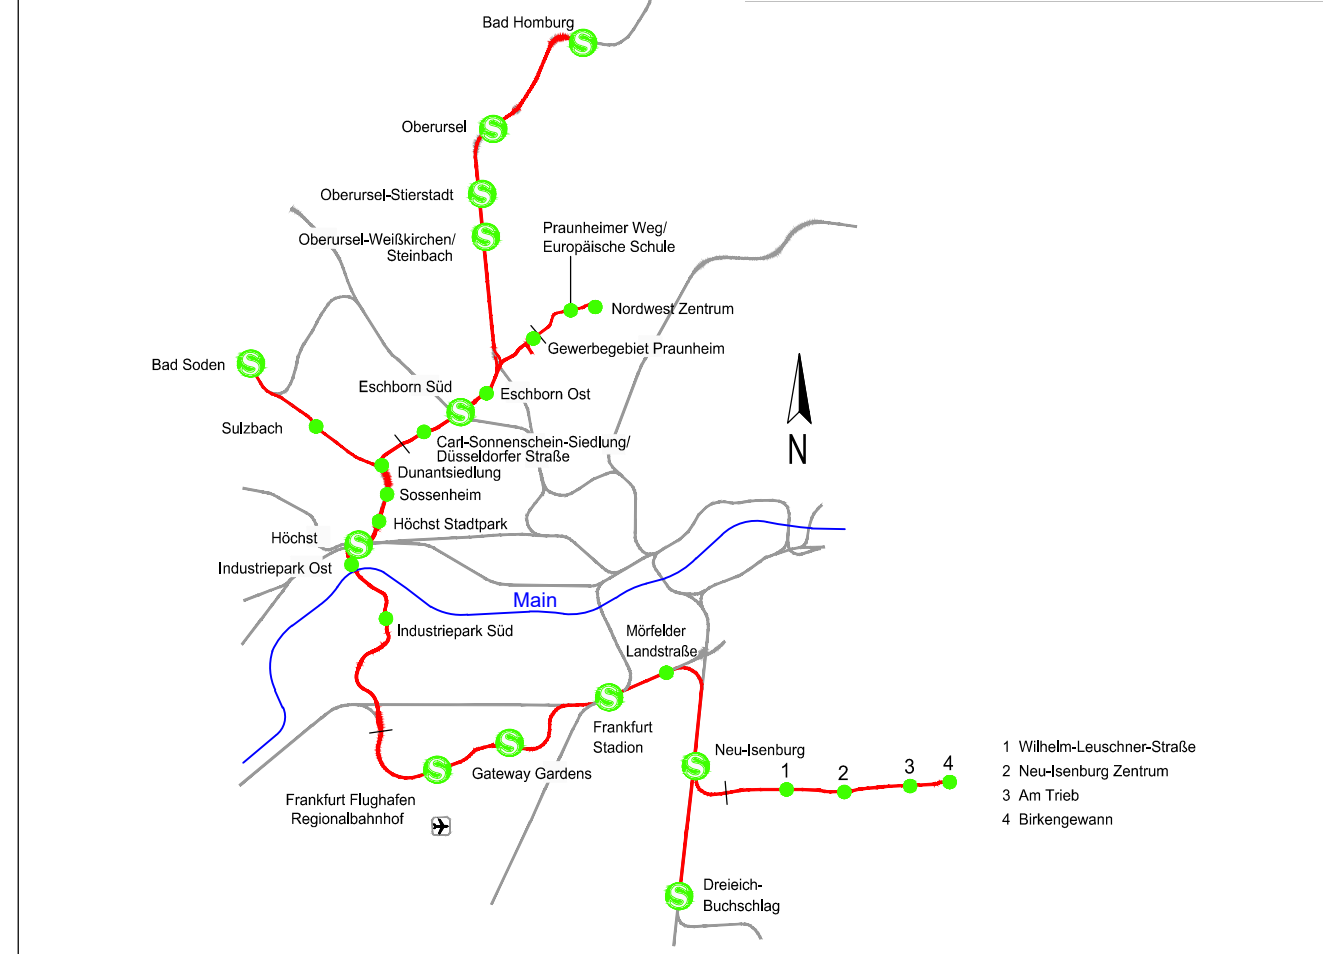 Bad Homburg
S
Oberursel
S
Oberursel-Stierstadt
S
Oberursel-Weißkirchen/
Steinbach
S
Praunheimer Weg/
Europäische Schule
Nordwest Zentrum
Gewerbegebiet Praunheim
Bad Soden
S
Eschborn Süd
S
Eschborn Ost
Sulzbach
Carl-Sonnenschein-Siedlung/
Düsseldorfer Straße
Dunantsiedlung
Sossenheim
Höchst Stadtpark
Höchst
S
Industriepark Ost
N
Main
Industriepark Süd
Mörfelder
Landstraße
S
Frankfurt
Stadion
S
Gateway Gardens
S
Frankfurt Flughafen
Regionalbahnhof
Neu-Isenburg
S
1
2
3
4
1 Wilhelm-Leuschner-Straße
2 Neu-Isenburg Zentrum
3 Am Trieb
4 Birkengewann
S
Dreieich-
Buchschlag